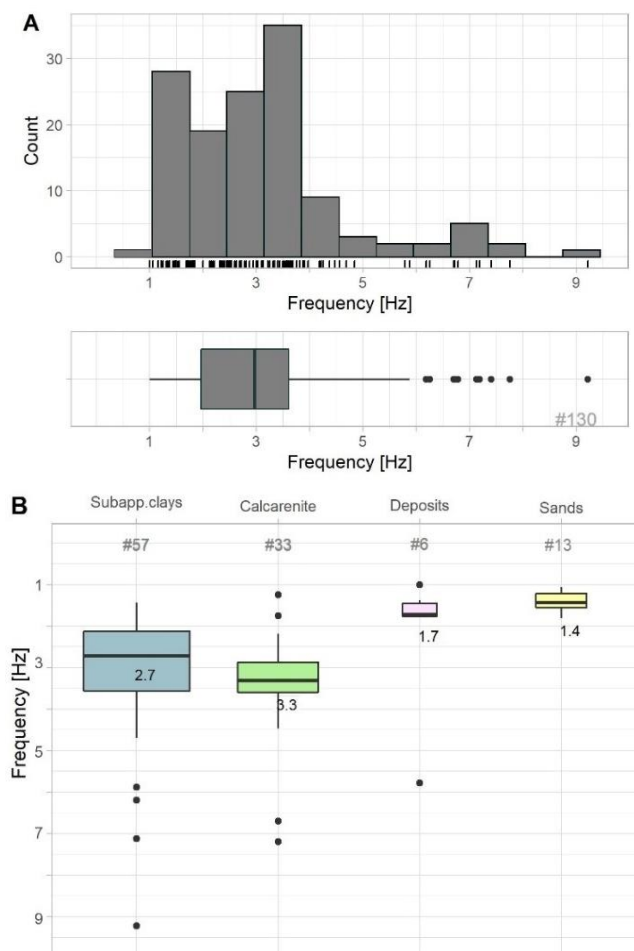 A
30
20
10
0
Count
1 3 5 7 9
Frequency [Hz]
#130
1 3 5 7 9
Frequency [Hz]
B
Subapp.clays Calcarenite Deposits Sands
#57 #33 #6 #13
1
3
5
7
9
Frequency [Hz]
2.7
3.3
1.7
1.4